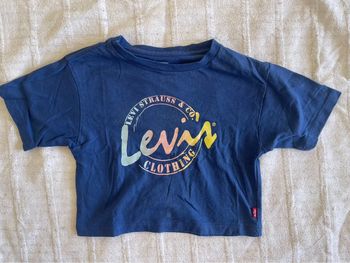 LEVI STRAUSS & CO.
Levi's®
CLOTHING